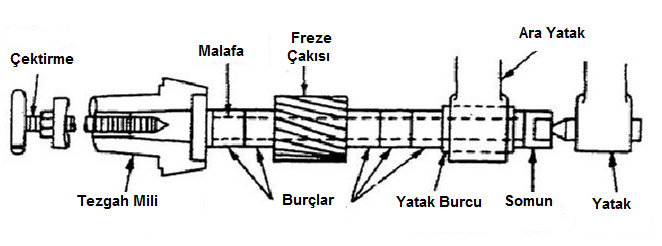 Çektirme
Malafa
Freze
Çakısı
Ara Yatak
Tezgah Mili
Burçlar
Yatak Burcu
Somun
Yatak